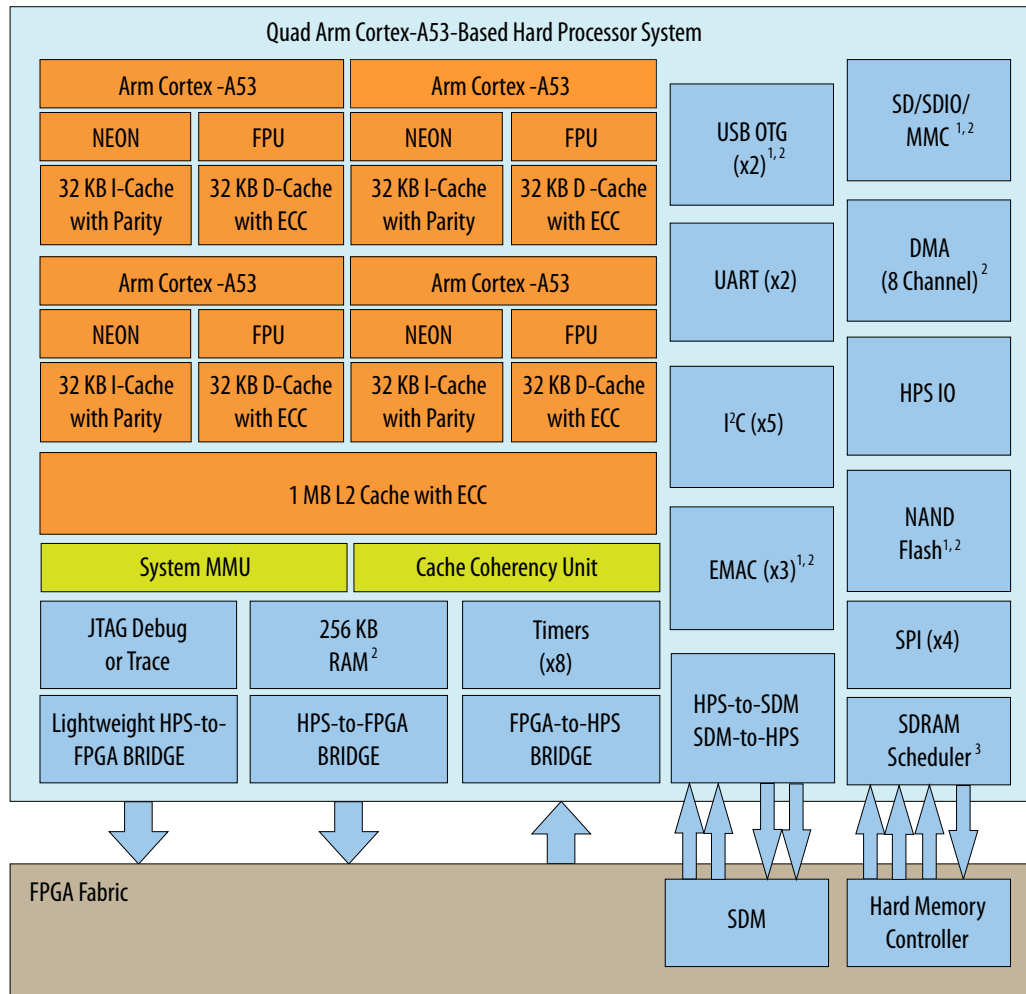 Quad Arm Cortex-A53-Based Hard Processor System
Arm Cortex -A53
Arm Cortex -A53
NEON
FPU
NEON
FPU
32 KB I-Cache
with Parity
32 KB D-Cache
with ECC
32 KB I-Cache
with Parity
32 KB D -Cache
with ECC
Arm Cortex -A53
Arm Cortex -A53
NEON
FPU
NEON
FPU
32 KB I-Cache
with Parity
32 KB D-Cache
with ECC
32 KB I-Cache
with Parity
32 KB D-Cache
with ECC
1 MB L2 Cache with ECC
System MMU
Cache Coherency Unit
JTAG Debug
or Trace
256 KB
RAM 2
Timers
(x8)
Lightweight HPS-to-
FPGA BRIDGE
HPS-to-FPGA
BRIDGE
FPGA-to-HPS
BRIDGE
USB OTG
(x2) 1, 2
UART (x2)
I²C (x5)
EMAC (x3) 1, 2
HPS-to-SDM
SDM-to-HPS
SD/SDIO/
MMC 1, 2
DMA
(8 Channel) 2
HPS IO
NAND
Flash 1, 2
SPI (x4)
SDRAM
Scheduler 3
FPGA Fabric
SDM
Hard Memory
Controller